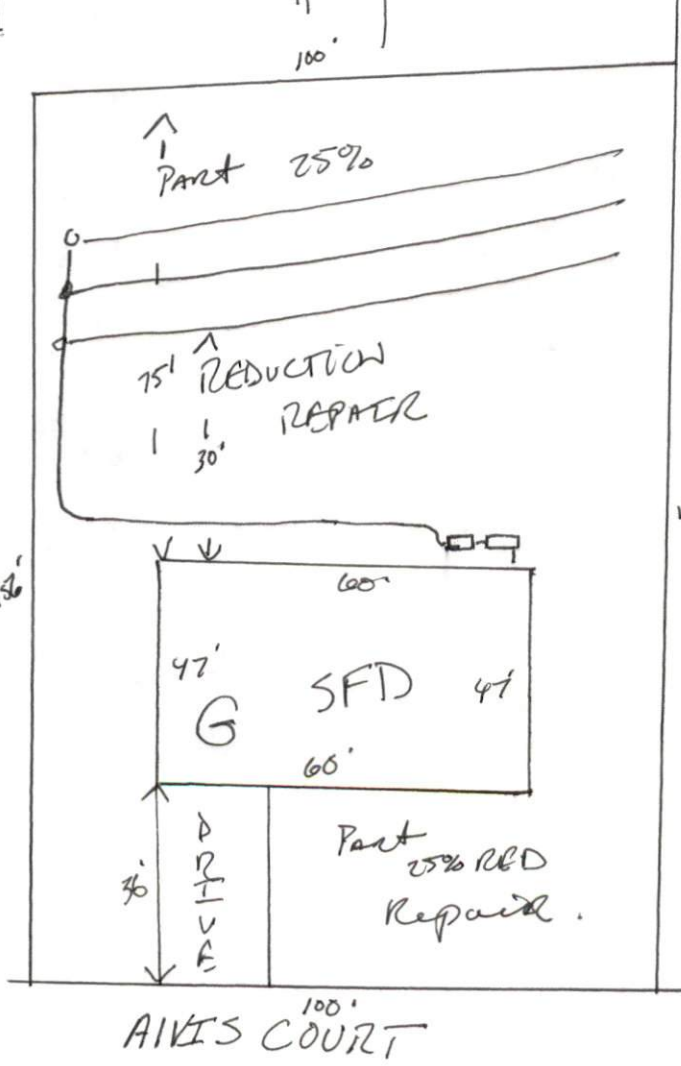 100'
PART 25%
75' REDUCTION
REPAIR
30'
60'
47'
SFD
47'
G
60'
36'
DRIVE
Part
25% RED
Repair.
100'
AIVIS COURT